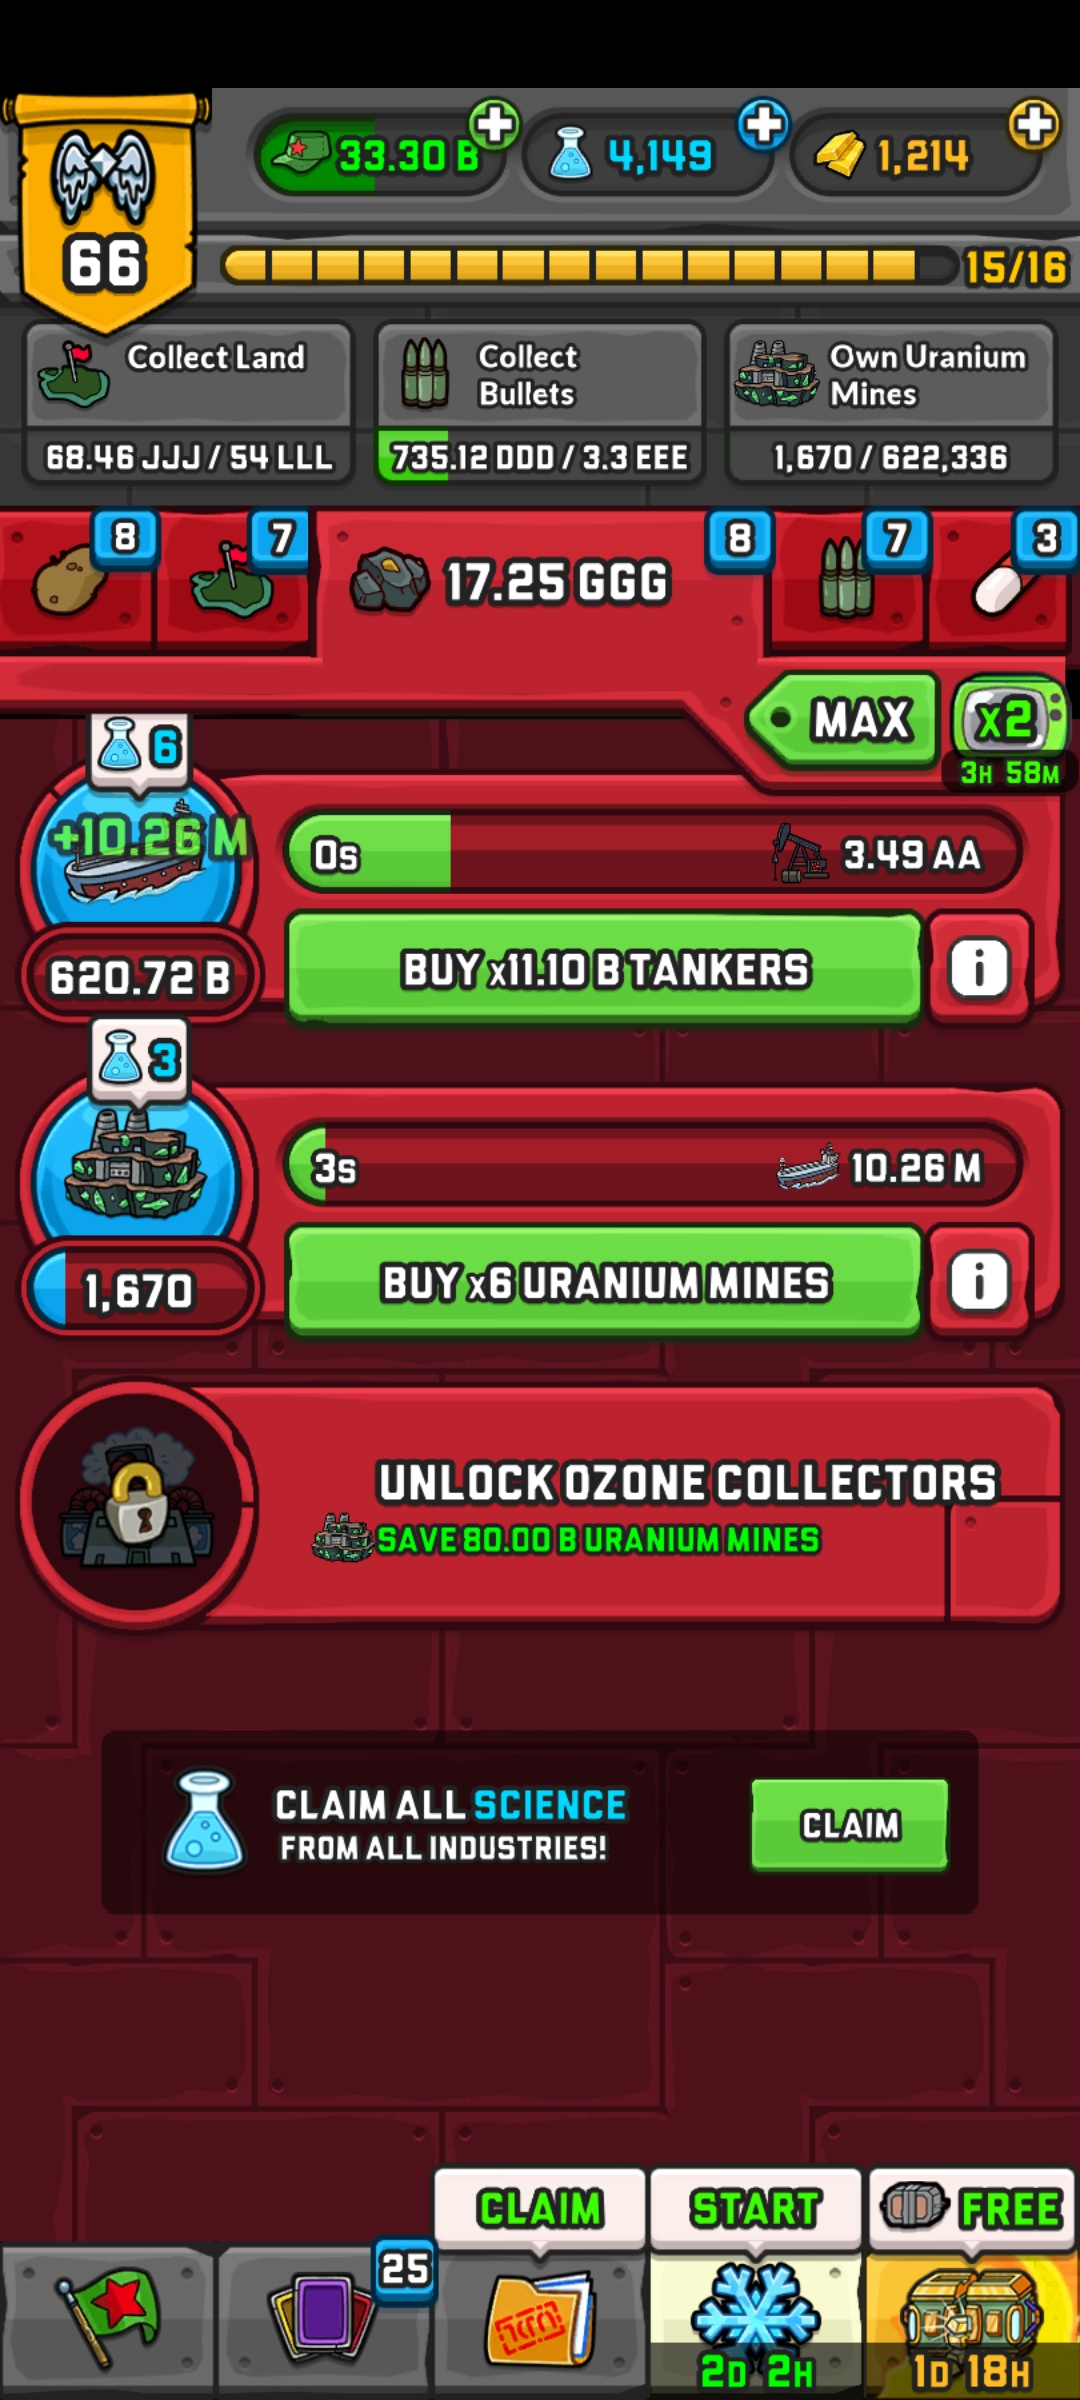 66
33.30 B
4,149
1,214
15/16
Collect Land
68.46 JJJ / 54 LLL
Collect
Bullets
735.12 DDD / 3.3 EEE
Own Uranium
Mines
1,670 / 622,336
8
7
17.25 GGG
8
7
3
MAX
x2
3H 58M
6
+10.26 M
0s
3.49 AA
620.72 B
BUY x11.10 B TANKERS
i
3
3s
10.26 M
1,670
BUY x6 URANIUM MINES
i
UNLOCK OZONE COLLECTORS
SAVE 80.00 B URANIUM MINES
CLAIM ALL SCIENCE
FROM ALL INDUSTRIES!
CLAIM
CLAIM
START
FREE
25
2D 2H
1D 18H